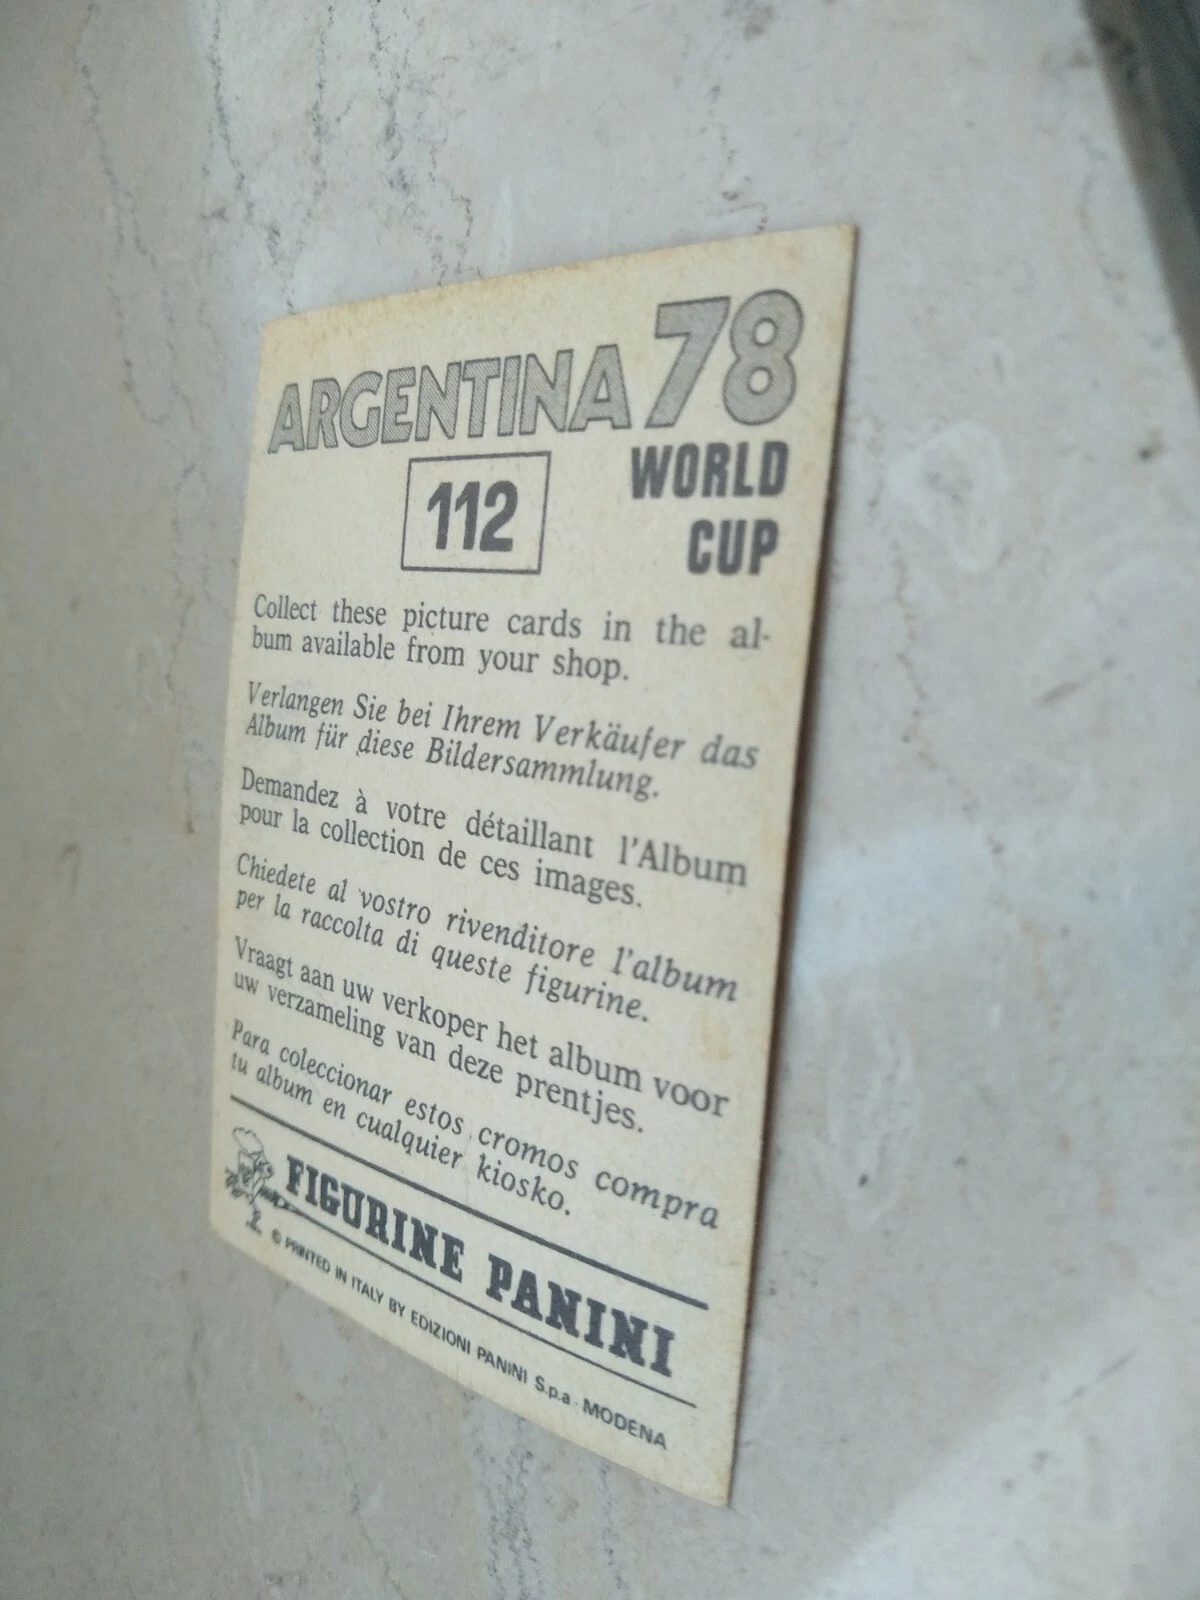 ARGENTINA 78
WORLD
CUP
112
Collect these picture cards in the al-
bum available from your shop.
Verlangen Sie bei Ihrem Verkäufer das
Album für diese Bildersammlung.
Demandez à votre détaillant l'Album
pour la collection de ces images.
Chiedete al vostro rivenditore l'album
per la raccolta di queste figurine.
Vraagt aan uw verkoper het album voor
uw verzameling van deze prentjes.
Para coleccionar estos cromos compra
tu album en cualquier kiosko.
FIGURINE PANINI
© PRINTED IN ITALY BY EDIZIONI PANINI S.p.a - MODENA